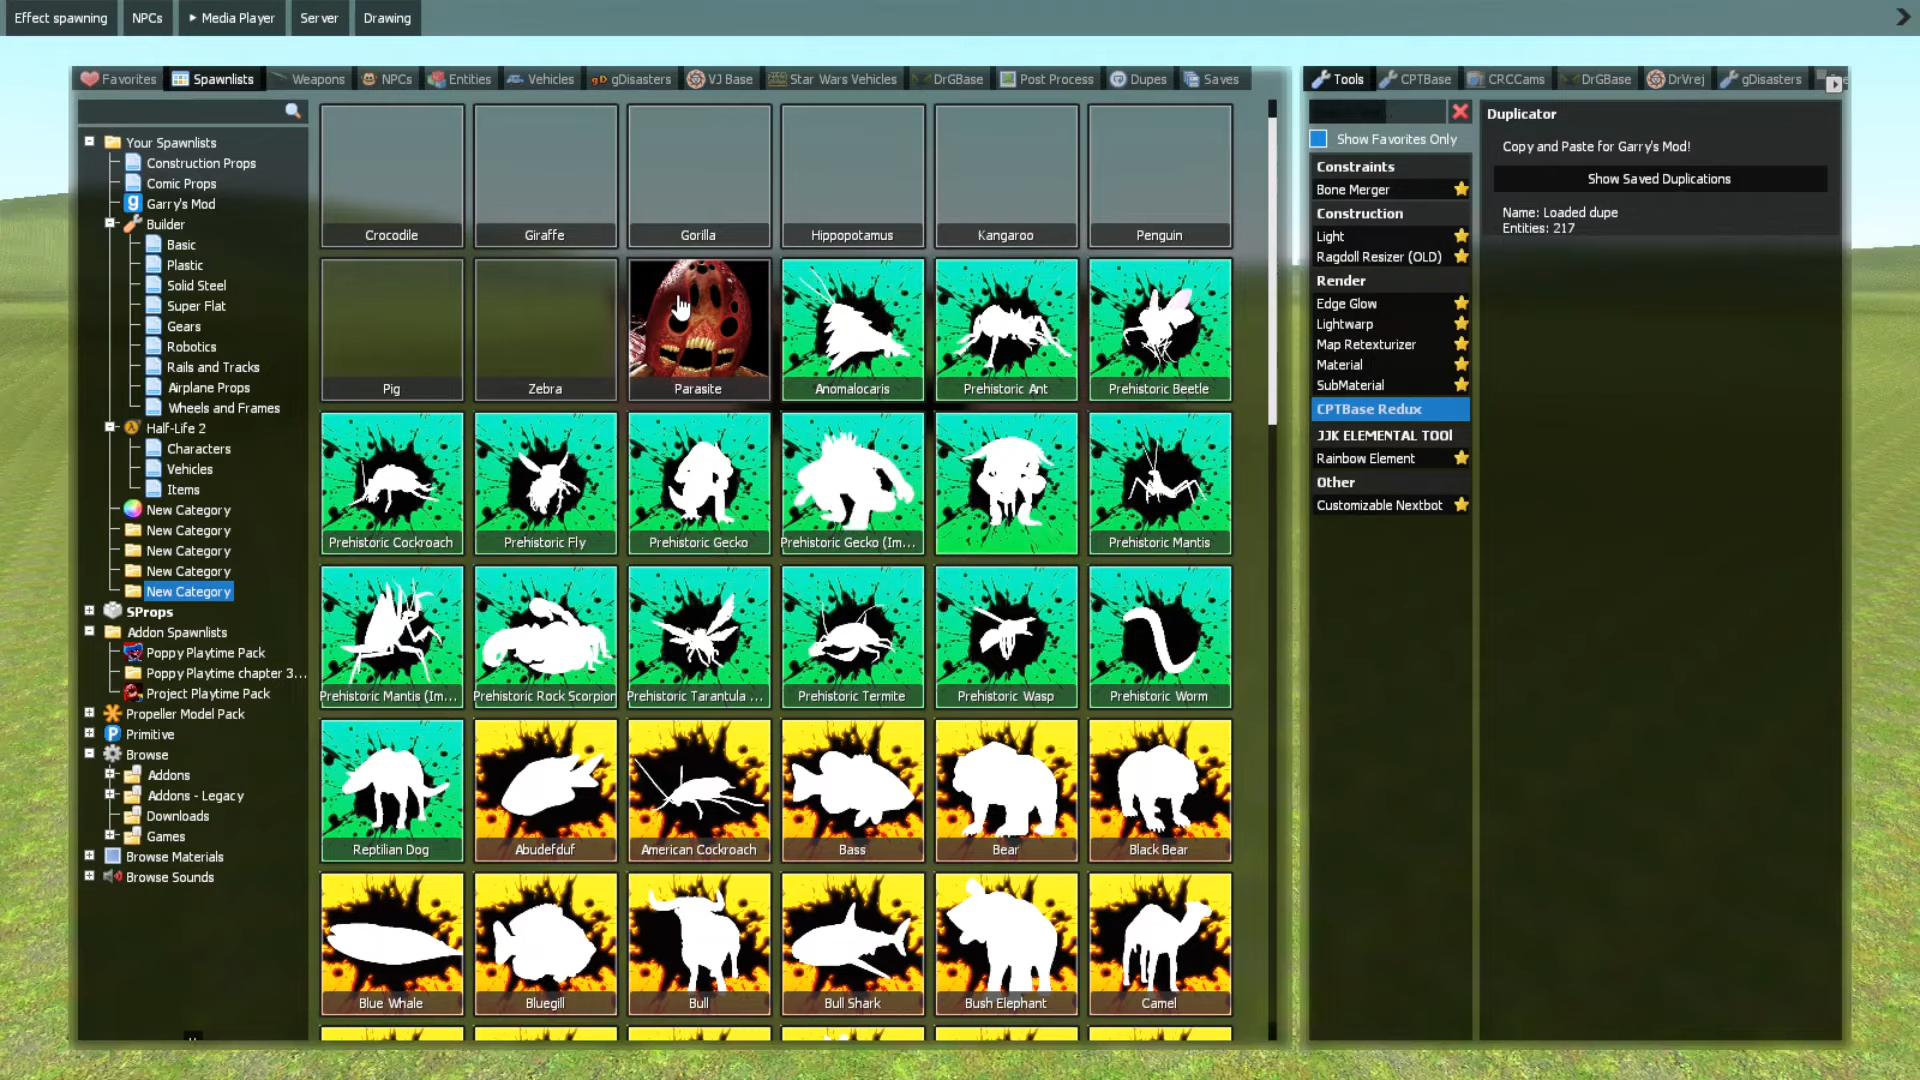 Effect spawning NPCs Media Player Server Drawing
Favorites Spawnlists Weapons NPCs Entities Vehicles gDisasters VJ Base Star Wars Vehicles DrGBase Post Process Dupes Saves
Your Spawnlists
Construction Props
Comic Props
Garry's Mod
Builder
Basic
Plastic
Solid Steel
Super Flat
Gears
Robotics
Rails and Tracks
Airplane Props
Wheels and Frames
Half-Life 2
Characters
Vehicles
Items
New Category
New Category
New Category
New Category
New Category
SProps
Addon Spawnlists
Poppy Playtime Pack
Poppy Playtime chapter 3...
Project Playtime Pack
Propeller Model Pack
Primitive
Browse
Addons
Addons - Legacy
Downloads
Games
Browse Materials
Browse Sounds
Crocodile Giraffe Gorilla Hippopotamus Kangaroo Penguin
Pig Zebra Parasite Anomalocaris Prehistoric Ant Prehistoric Beetle
Prehistoric Cockroach Prehistoric Fly Prehistoric Gecko Prehistoric Gecko (Im... Prehistoric Mantis
Prehistoric Mantis (Im... Prehistoric Rock Scorpion Prehistoric Tarantula ... Prehistoric Termite Prehistoric Wasp Prehistoric Worm
Reptilian Dog Abudefduf American Cockroach Bass Bear Black Bear
Blue Whale Bluegill Bull Bull Shark Bush Elephant Camel
Tools CPTBase CRCCams DrGBase DrVrej gDisasters
Show Favorites Only
Constraints
Bone Merger
Construction
Light
Ragdoll Resizer (OLD)
Render
Edge Glow
Lightwarp
Map Retexturizer
Material
SubMaterial
CPTBase Redux
JJK ELEMENTAL TOOl
Rainbow Element
Other
Customizable Nextbot
Duplicator
Copy and Paste for Garry's Mod!
Show Saved Duplications
Name: Loaded dupe
Entities: 217